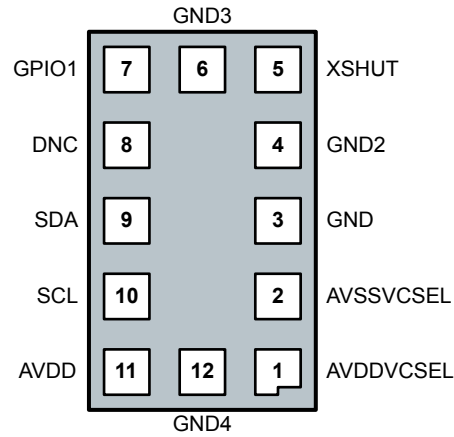 GND3
GPIO1 7 6 5 XSHUT
DNC 8 4 GND2
SDA 9 3 GND
SCL 10 2 AVSSVCSEL
AVDD 11 12 1 AVDDVCSEL
GND4